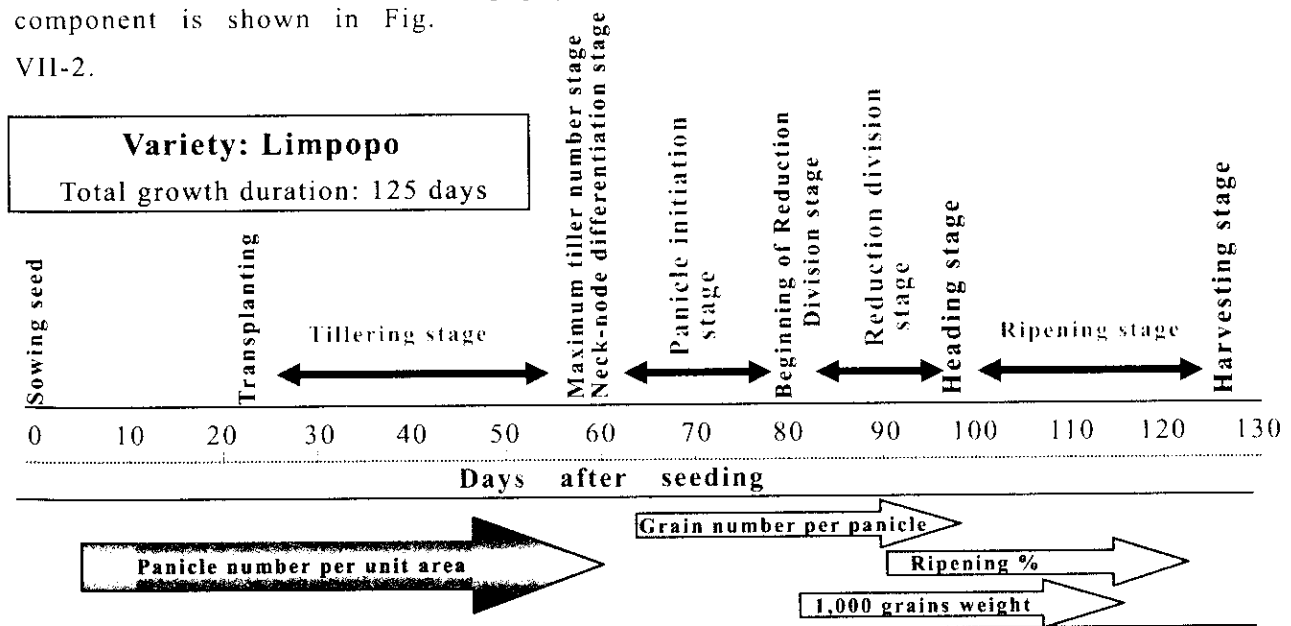 component is shown in Fig.
VII-2.
Variety: Limpopo
Total growth duration: 125 days
Sowing seed
Transplanting
Tillering stage
Maximum tiller number stage
Neck-node differentiation stage
Panicle initiation
stage
Beginning of Reduction
Division stage
Reduction division
stage
Heading stage
Ripening stage
Harvesting stage
0 10 20 30 40 50 60 70 80 90 100 110 120 130
Days after seeding
Grain number per panicle
Panicle number per unit area
Ripening %
1,000 grains weight